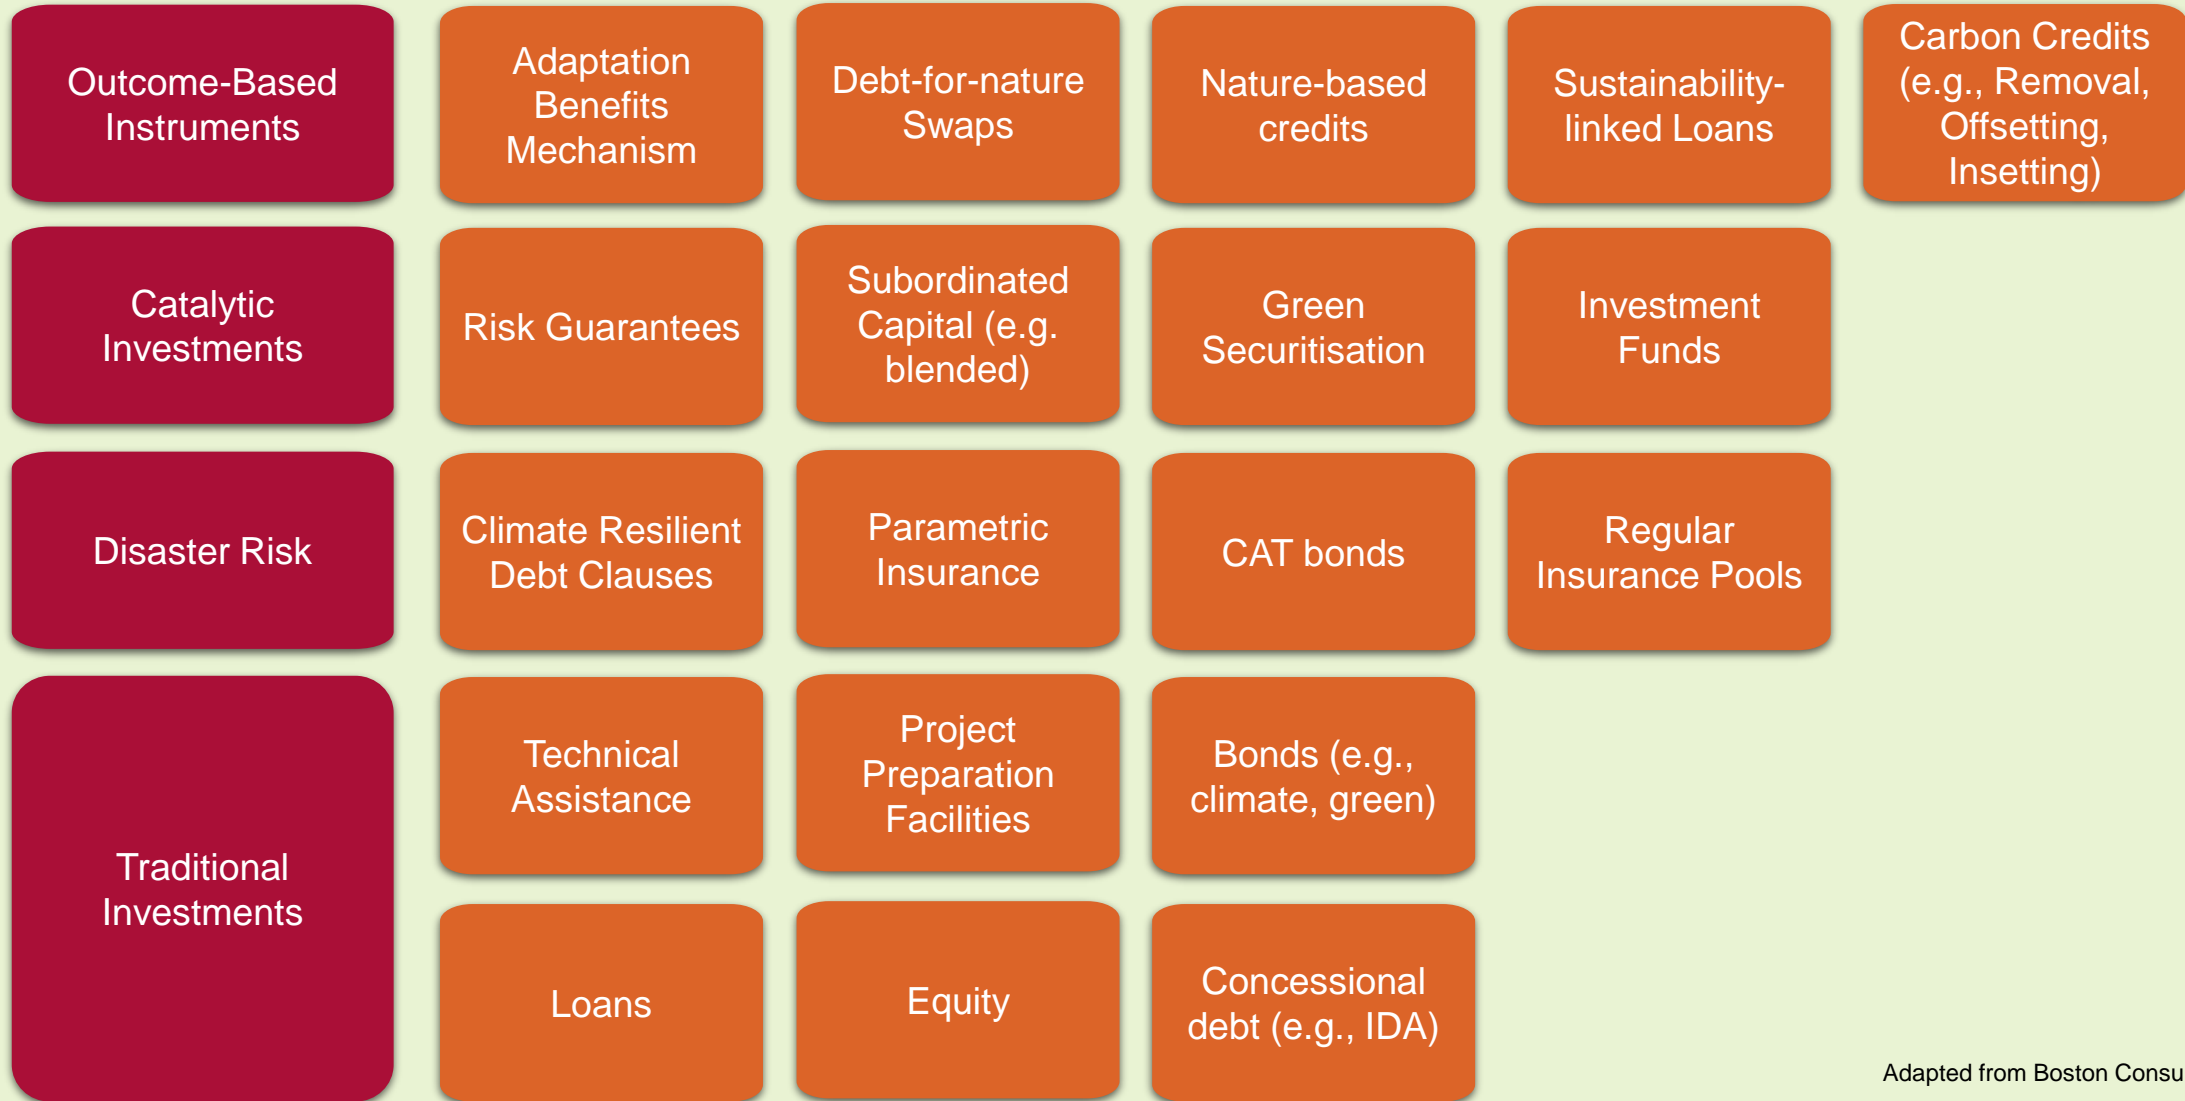 Outcome-Based
Instruments
Adaptation
Benefits
Mechanism
Debt-for-nature
Swaps
Nature-based
credits
Sustainability-
linked Loans
Carbon Credits
(e.g., Removal,
Offsetting,
Insetting)
Catalytic
Investments
Risk Guarantees
Subordinated
Capital (e.g.
blended)
Green
Securitisation
Investment
Funds
Disaster Risk
Climate Resilient
Debt Clauses
Parametric
Insurance
CAT bonds
Regular
Insurance Pools
Traditional
Investments
Technical
Assistance
Project
Preparation
Facilities
Bonds (e.g.,
climate, green)
Loans
Equity
Concessional
debt (e.g., IDA)
Adapted from Boston Consu